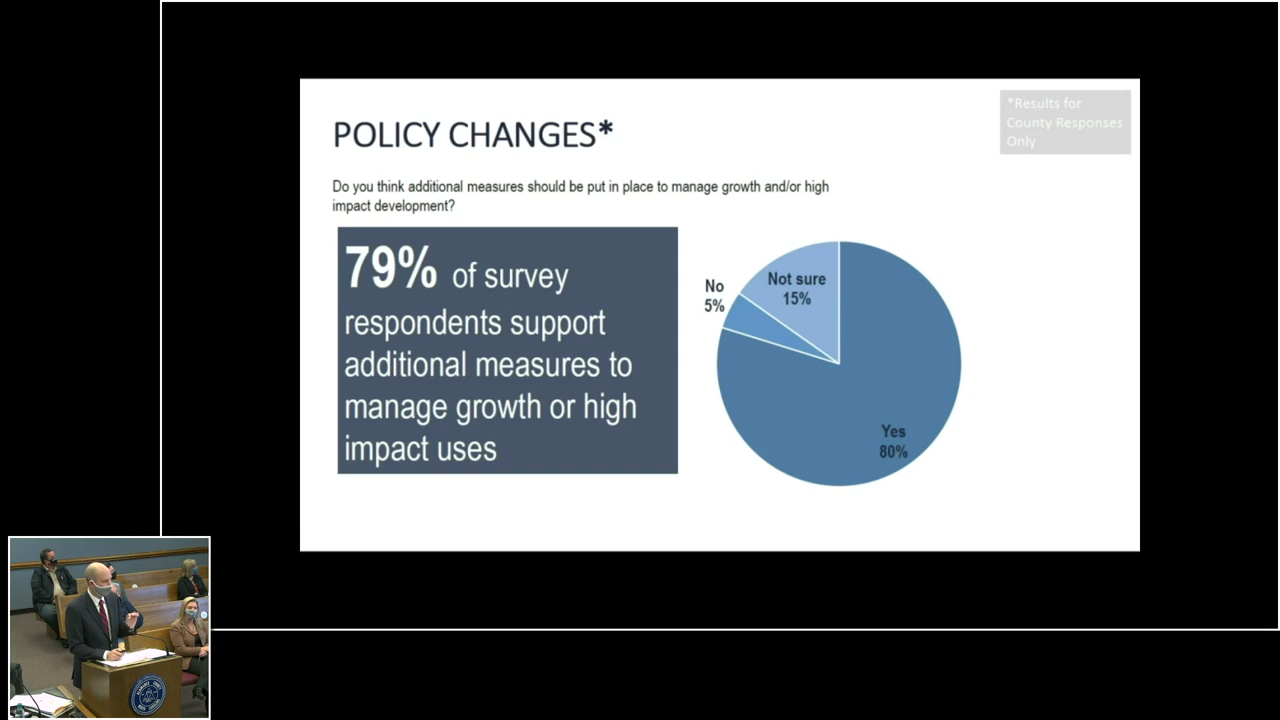 *Results for
County Responses
Only
POLICY CHANGES*
Do you think additional measures should be put in place to manage growth and/or high
impact development?
79% of survey
respondents support
additional measures to
manage growth or high
impact uses
No
5%
Not sure
15%
Yes
80%